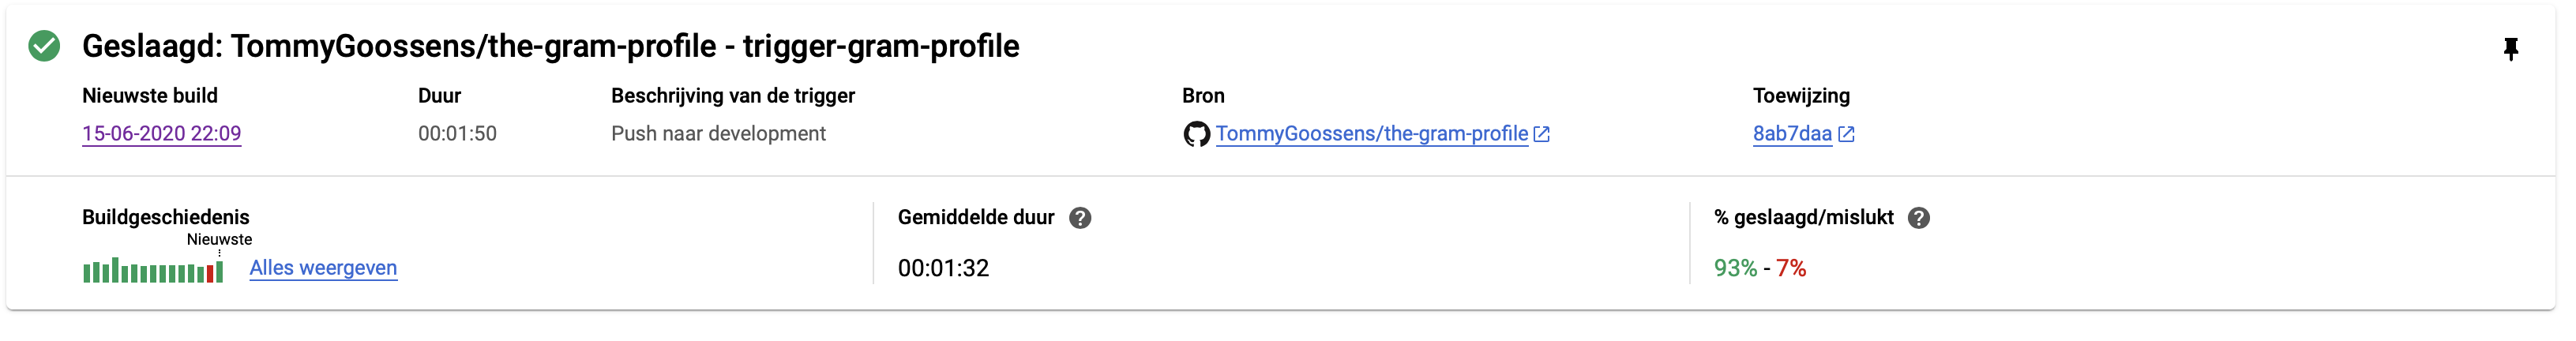 Geslaagd: TommyGoossens/the-gram-profile - trigger-gram-profile
Nieuwste build Duur Beschrijving van de trigger Bron Toewijzing
15-06-2020 22:09 00:01:50 Push naar development TommyGoossens/the-gram-profile 8ab7daa
Buildgeschiedenis Gemiddelde duur % geslaagd/mislukt
Nieuwste
Alles weergeven 00:01:32 93% - 7%